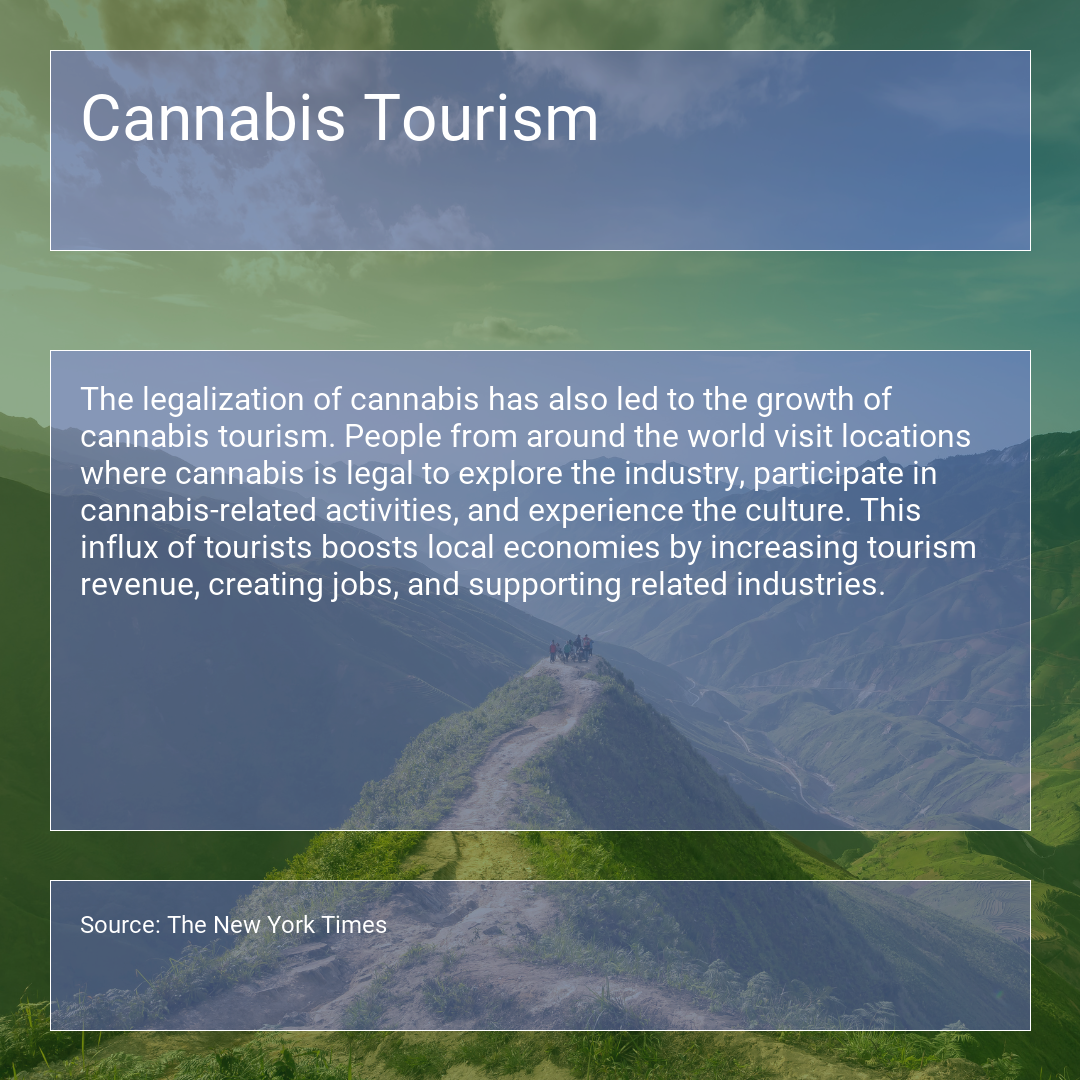 Cannabis Tourism
The legalization of cannabis has also led to the growth of
cannabis tourism. People from around the world visit locations
where cannabis is legal to explore the industry, participate in
cannabis-related activities, and experience the culture. This
influx of tourists boosts local economies by increasing tourism
revenue, creating jobs, and supporting related industries.
Source: The New York Times